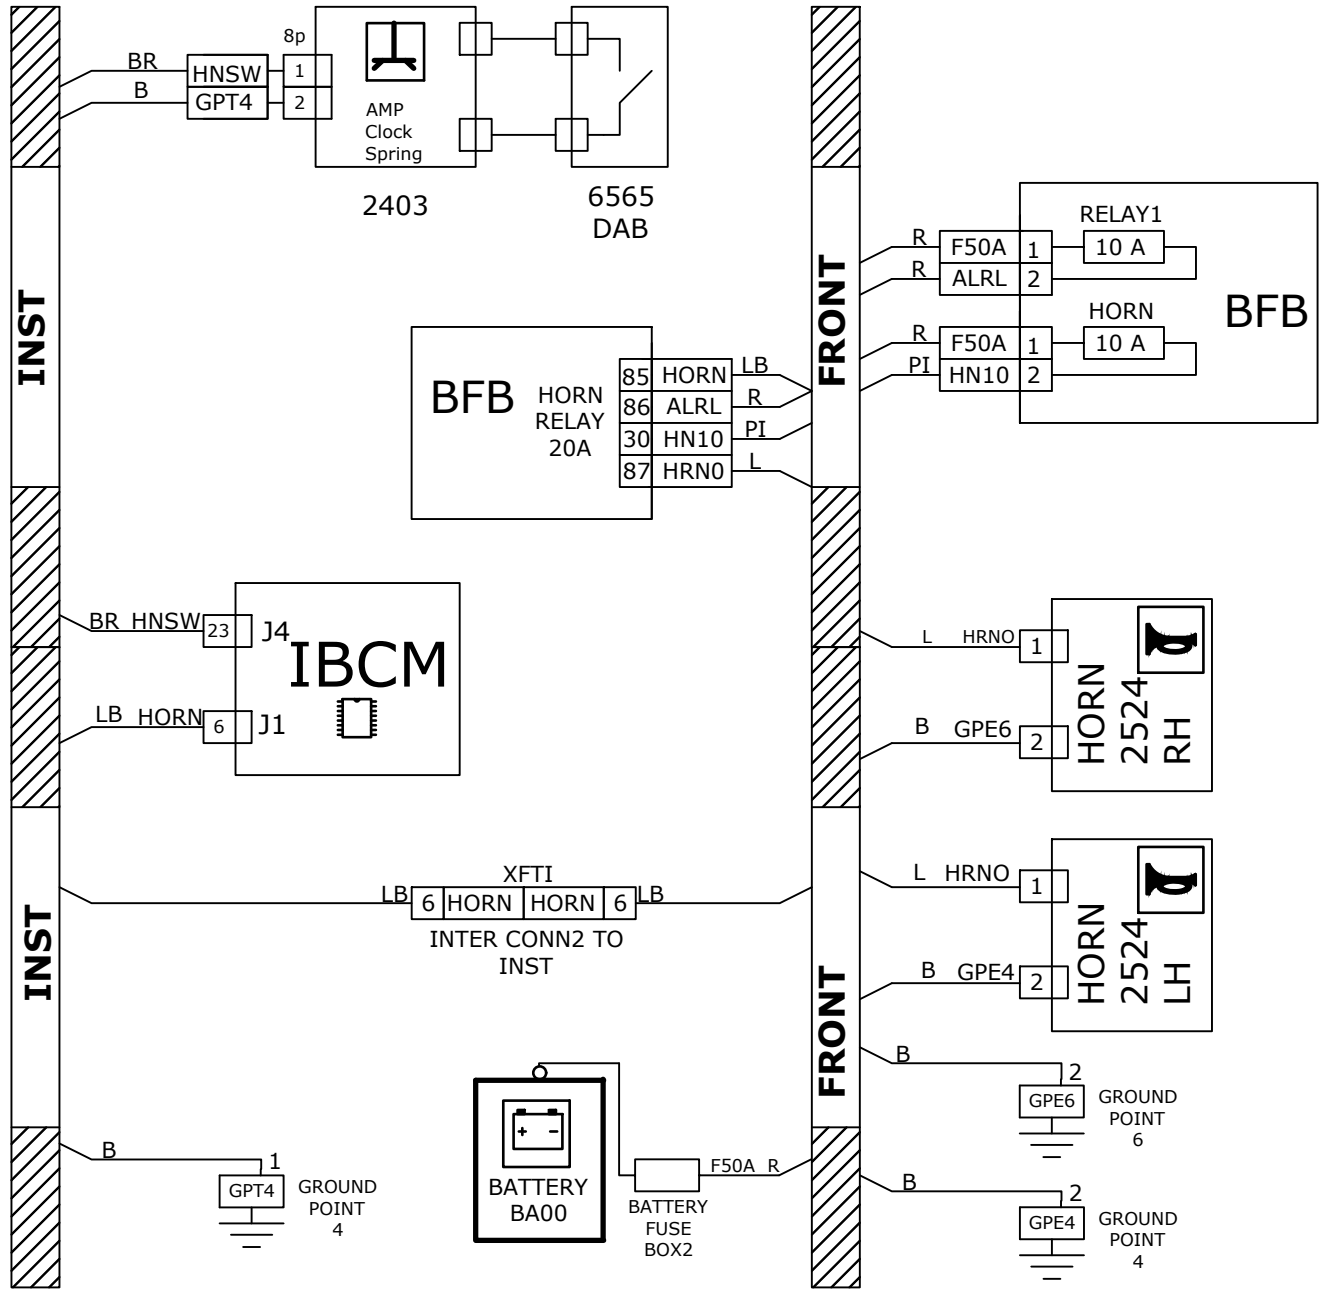 INST
BR
B
HNSW
GPT4
8p
1
2
AMP
Clock
Spring
2403
6565
DAB
FRONT
R
F50A
1
R
ALRL
2
RELAY1
10 A
R
F50A
1
PI
HN10
2
HORN
10 A
BFB
BFB
HORN
RELAY
20A
85 HORN LB
86 ALRL R
30 HN10 PI
87 HRN0 L
BR HNSW 23 J4
IBCM
LB HORN 6 J1
L HRNO 1
B GPE6 2
HORN
2524
RH
INST
XFTI
LB 6 HORN HORN 6 LB
INTER CONN2 TO
INST
FRONT
L HRNO 1
B GPE4 2
HORN
2524
LH
B
2
GPE6
GROUND
POINT
6
B
1
GPT4
GROUND
POINT
4
+ −
BATTERY
BA00
F50A R
BATTERY
FUSE
BOX2
B
2
GPE4
GROUND
POINT
4